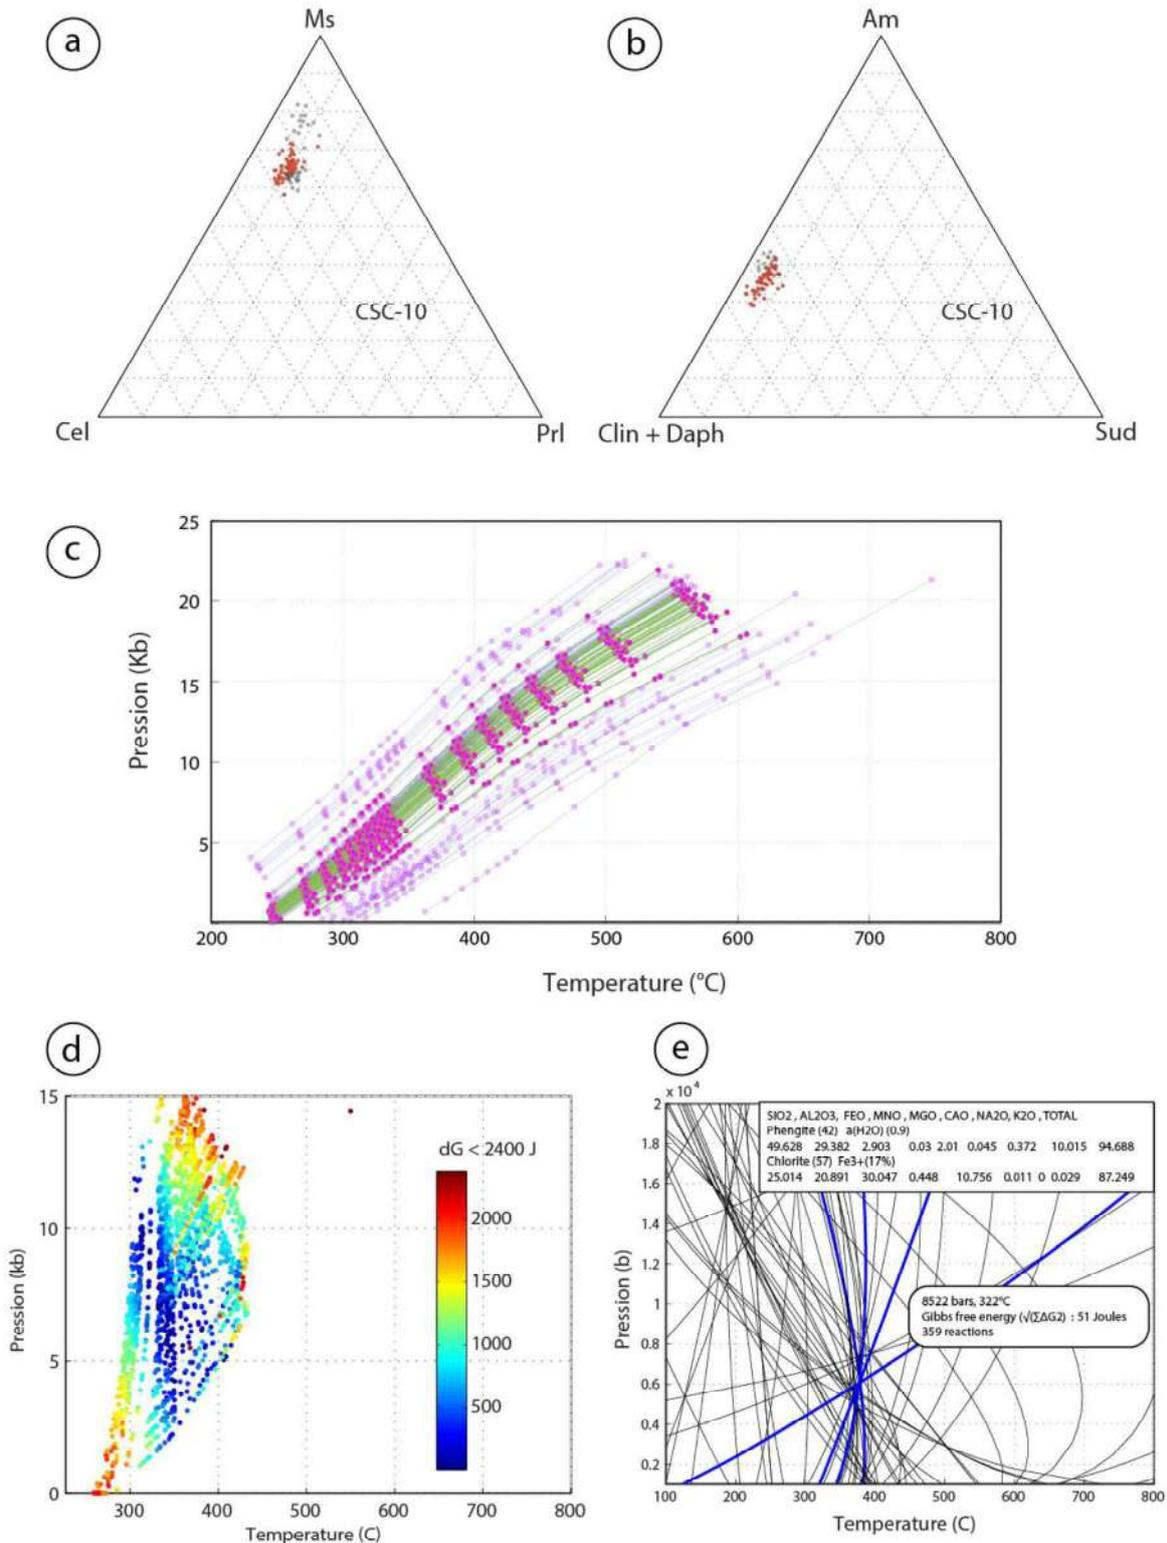 a
Ms
CSC-10
Cel
Prl
b
Am
CSC-10
Clin + Daph
Sud
c
25
20
15
10
5
Pression (Kb)
200 300 400 500 600 700 800
Temperature (°C)
d
15
10
5
0
Pression (kb)
300 400 500 600 700 800
Temperature (C)
dG < 2400 J
2000
1500
1000
500
e
x 10 4
2
1.8
1.6
1.4
1.2
1
0.8
0.6
0.4
0.2
Pression (b)
SIO2 , AL2O3, FEO , MNO , MGO , CAO , NA2O, K2O , TOTAL
Phengite (42) a(H2O) (0.9)
49.628 29.382 2.903 0.03 2.01 0.045 0.372 10.015 94.688
Chlorite (57) Fe3+(17%)
25.014 20.891 30.047 0.448 10.756 0.011 0 0.029 87.249
8522 bars, 322°C
Gibbs free energy (√(∑ΔG2) : 51 Joules
359 reactions
100 200 300 400 500 600 700 800
Temperature (C)